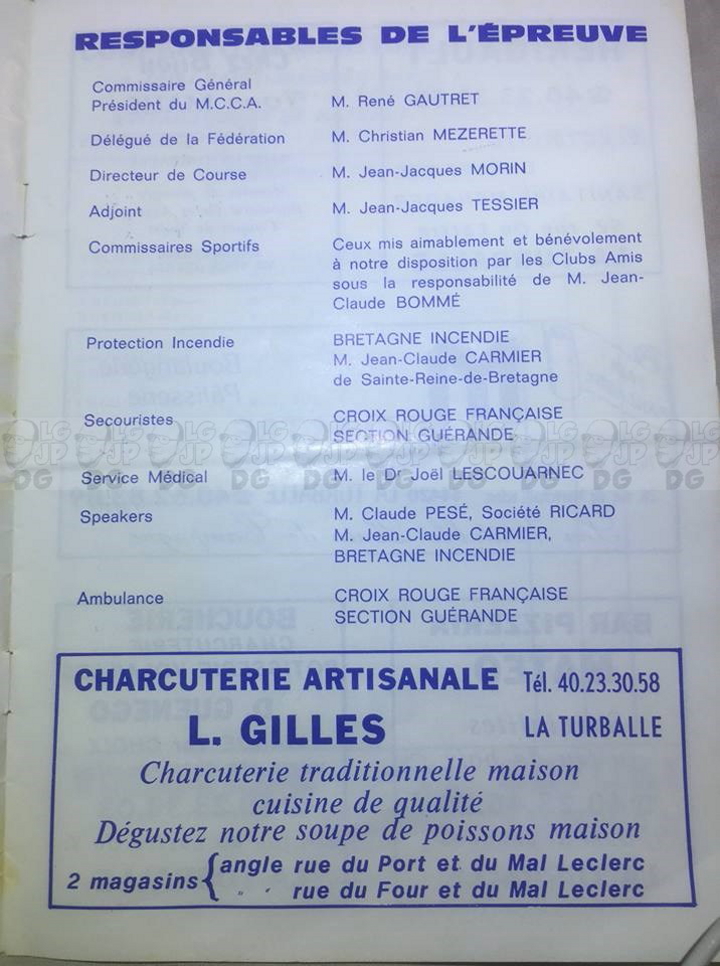 RESPONSABLES DE L'ÉPREUVE
Commissaire Général
Président du M.C.C.A. M. René GAUTRET
Délégué de la Fédération M. Christian MEZERETTE
Directeur de Course M. Jean-Jacques MORIN
Adjoint M. Jean-Jacques TESSIER
Commissaires Sportifs Ceux mis aimablement et bénévolement
à notre disposition par les Clubs Amis
sous la responsabilité de M. Jean-
Claude BOMMÉ
Protection Incendie BRETAGNE INCENDIE
M. Jean-Claude CARMIER
de Sainte-Reine-de-Bretagne
Secouristes CROIX ROUGE FRANÇAISE
SECTION GUÉRANDE
Service Médical M. le Dr Joël LESCOUARNEC
Speakers M. Claude PESÉ, Société RICARD
M. Jean-Claude CARMIER,
BRETAGNE INCENDIE
Ambulance CROIX ROUGE FRANÇAISE
SECTION GUÉRANDE
CHARCUTERIE ARTISANALE Tél. 40.23.30.58
L. GILLES LA TURBALLE
Charcuterie traditionnelle maison
cuisine de qualité
Dégustez notre soupe de poissons maison
2 magasins { angle rue du Port et du Mal Leclerc
" " rue du Four et du Mal Leclerc